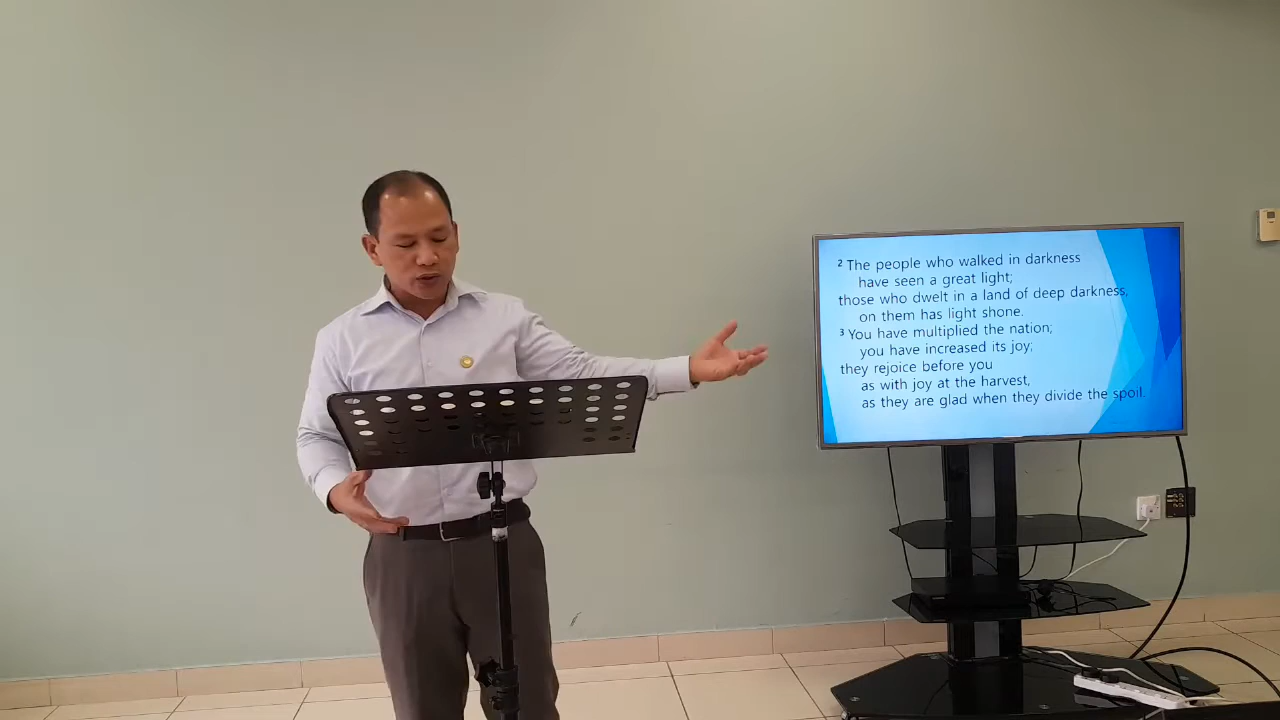 2 The people who walked in darkness
have seen a great light;
those who dwelt in a land of deep darkness,
on them has light shone.
3 You have multiplied the nation;
you have increased its joy;
they rejoice before you
as with joy at the harvest,
as they are glad when they divide the spoil.